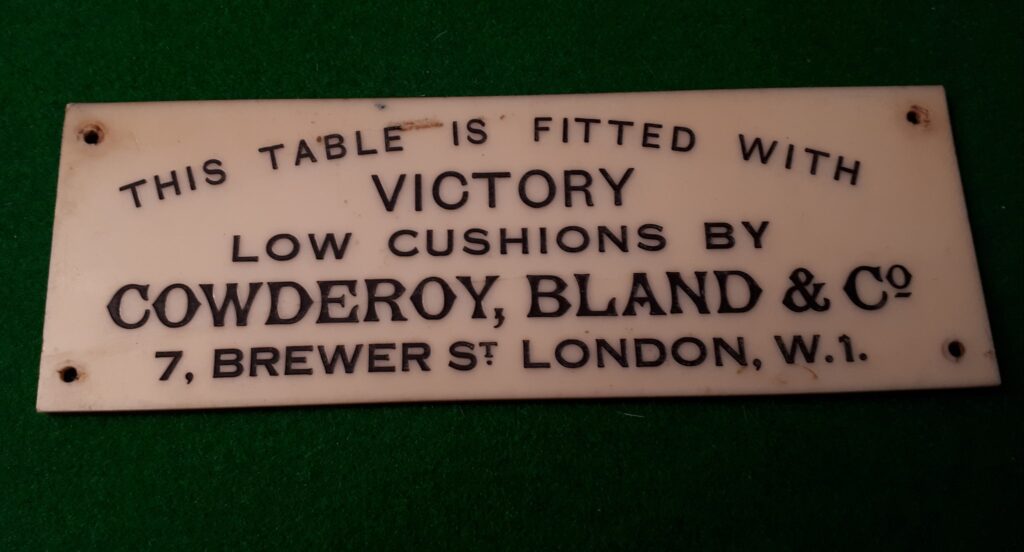 THIS TABLE IS FITTED WITH
VICTORY
LOW CUSHIONS BY
COWDEROY, BLAND & Cº
7, BREWER ST LONDON, W.1.